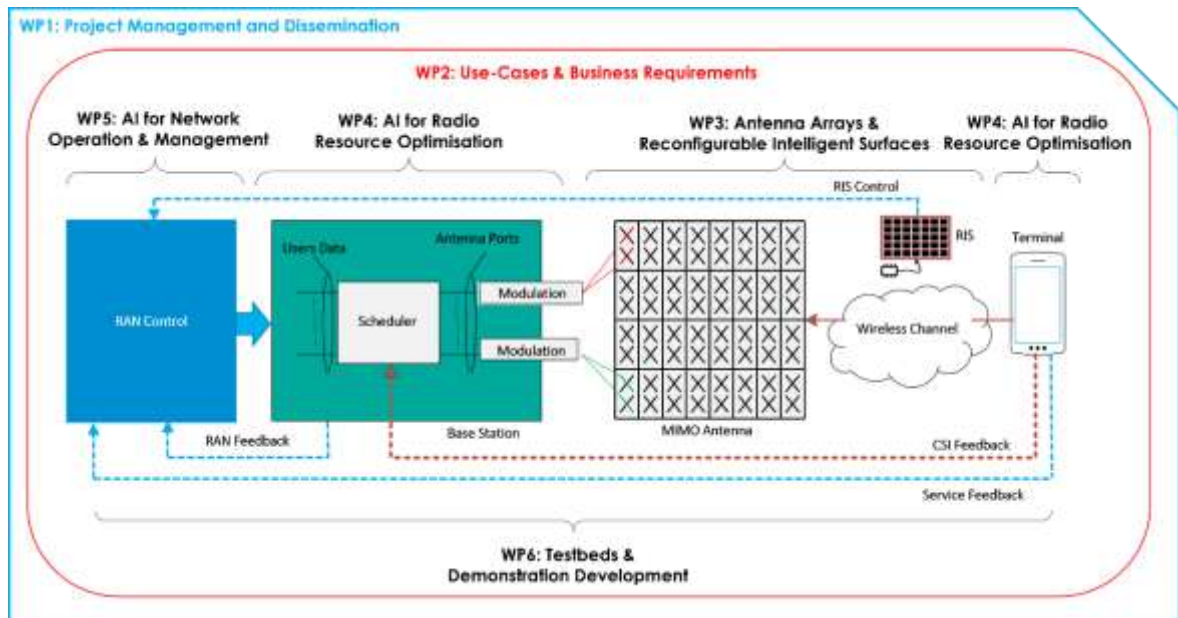 WP1: Project Management and Dissemination
WP2: Use-Cases & Business Requirements
WP5: AI for Network
Operation & Management
WP4: AI for Radio
Resource Optimisation
WP3: Antenna Arrays &
Reconfigurable Intelligent Surfaces
WP4: AI for Radio
Resource Optimisation
RIS Control
Users Data
Antenna Ports
RIS
Terminal
Modulation
RAN Control
Scheduler
Wireless Channel
Modulation
RAN Feedback
Base Station
MIMO Antenna
CSI Feedback
Service Feedback
WP6: Testbeds &
Demonstration Development